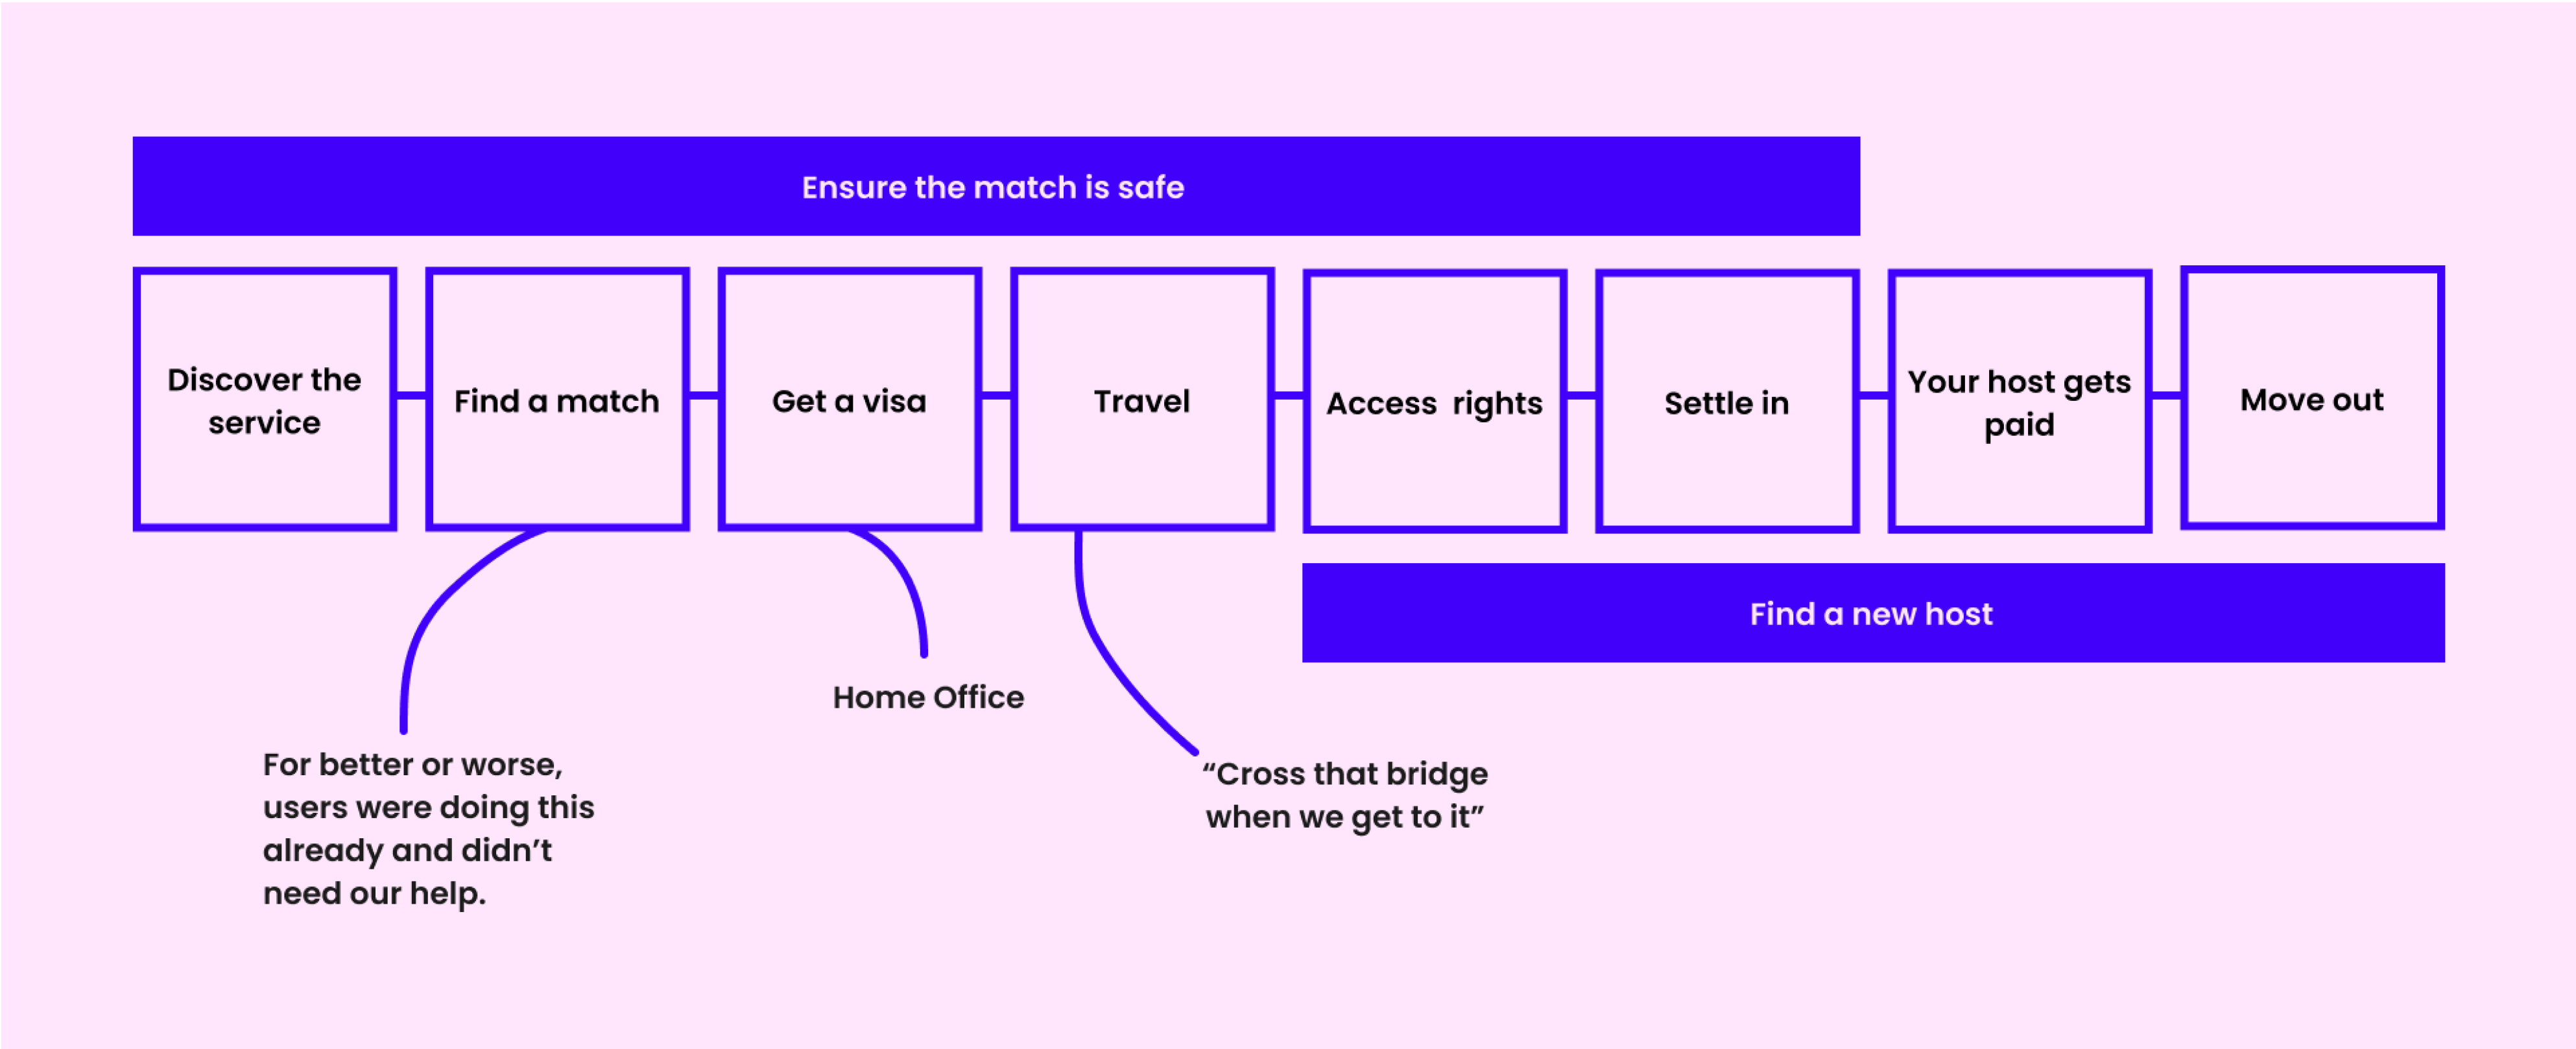 Ensure the match is safe
Discover the
service
Find a match
Get a visa
Travel
Access  rights
Settle in
Your host gets
paid
Move out
Find a new host
Home Office
For better or worse,
users were doing this
already and didn’t
need our help.
“Cross that bridge
when we get to it”